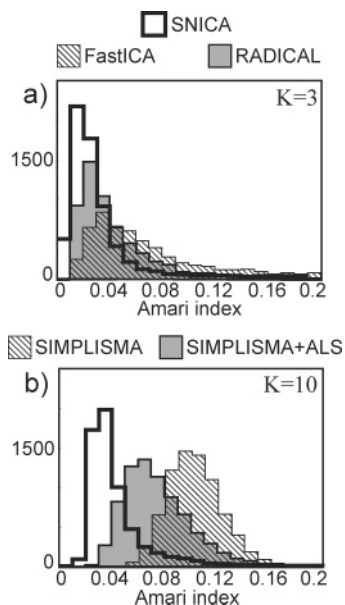 SNICA
FastICA RADICAL
a) K=3
1500
0
0 0.04 0.08 0.12 0.16 0.2
Amari index
SIMPLISMA SIMPLISMA+ALS
b) K=10
1500
0
0 0.04 0.08 0.12 0.16 0.2
Amari index